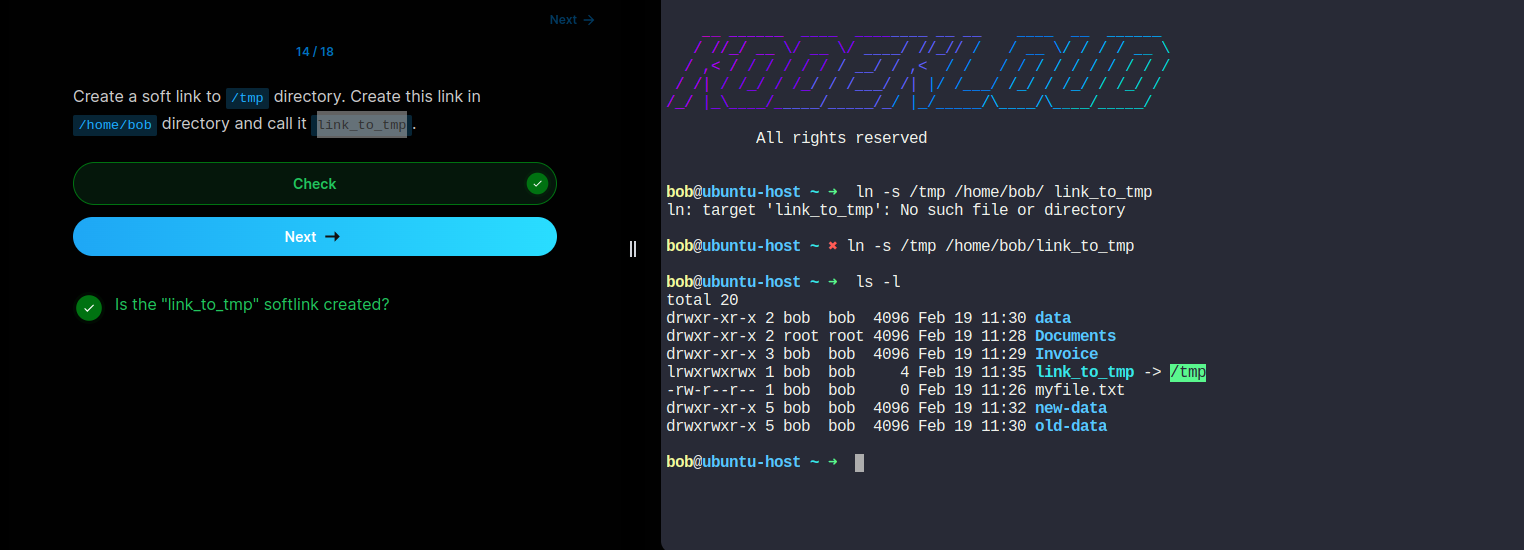 Next →
14 / 18
Create a soft link to /tmp directory. Create this link in
/home/bob directory and call it link_to_tmp .
Check
Next →
Is the "link_to_tmp" softlink created?
KODEKLOUD
All rights reserved
bob@ubuntu-host ~ ➜  ln -s /tmp /home/bob/ link_to_tmp
ln: target 'link_to_tmp': No such file or directory
bob@ubuntu-host ~ ✖ ln -s /tmp /home/bob/link_to_tmp
bob@ubuntu-host ~ ➜  ls -l
total 20
drwxr-xr-x 2 bob  bob  4096 Feb 19 11:30 data
drwxr-xr-x 2 root root 4096 Feb 19 11:28 Documents
drwxr-xr-x 3 bob  bob  4096 Feb 19 11:29 Invoice
lrwxrwxrwx 1 bob  bob     4 Feb 19 11:35 link_to_tmp -> /tmp
-rw-r--r-- 1 bob  bob     0 Feb 19 11:26 myfile.txt
drwxr-xr-x 5 bob  bob  4096 Feb 19 11:32 new-data
drwxrwxr-x 5 bob  bob  4096 Feb 19 11:30 old-data
bob@ubuntu-host ~ ➜